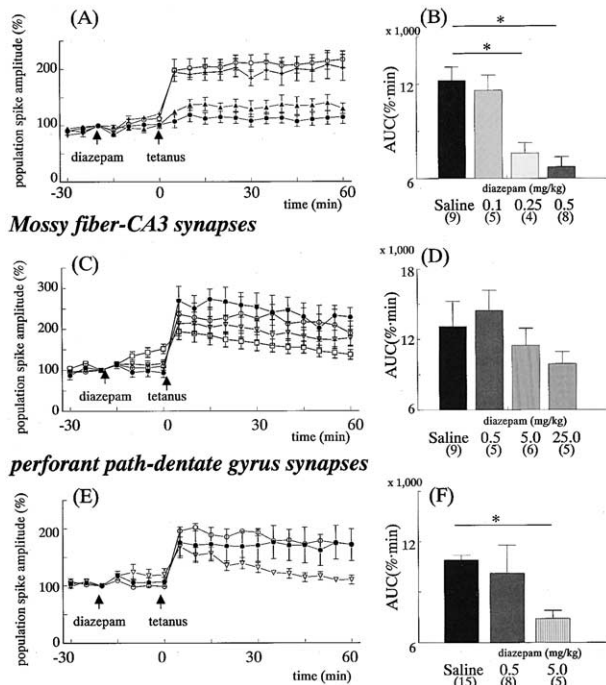 (A)
(B)
population spike amplitude (%)
200
100
0
diazepam
tetanus
-30
0
30
60
time (min)
x 1,000
* 
*
12
6
AUC(%·min)
diazepam (mg/kg)
Saline 0.1 0.25 0.5
(9) (5) (4) (8)
Mossy fiber-CA3 synapses
(C)
(D)
population spike amplitude (%)
300
200
100
0
diazepam
tetanus
-30
0
30
60
time (min)
x 1,000
18
12
6
AUC(%·min)
diazepam (mg/kg)
Saline 0.5 5.0 25.0
(9) (5) (6) (5)
perforant path-dentate gyrus synapses
(E)
(F)
population spike amplitude (%)
200
100
0
diazepam
tetanus
-30
0
30
60
time (min)
x 1,000
*
12
6
AUC(%·min)
diazepam (mg/kg)
Saline 0.5 5.0
(15) (8) (5)